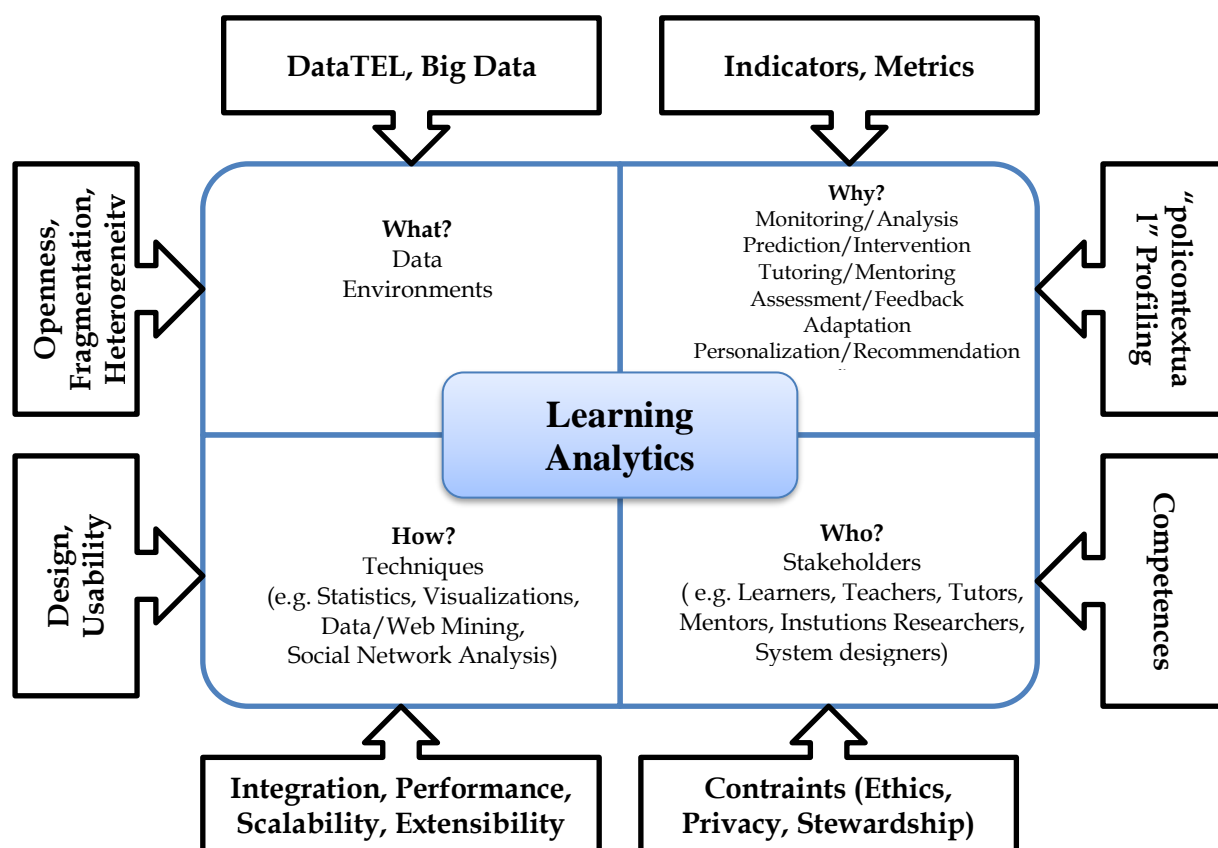 DataTEL, Big Data
Indicators, Metrics
Openness,
Fragmentation,
Heterogeneity
What?
Data
Environments
Why?
Monitoring/Analysis
Prediction/Intervention
Tutoring/Mentoring
Assessment/Feedback
Adaptation
Personalization/Recommendation
“policontextua
l” Profiling
Learning
Analytics
Design,
Usability
How?
Techniques
(e.g. Statistics, Visualizations,
Data/Web Mining,
Social Network Analysis)
Who?
Stakeholders
( e.g. Learners, Teachers, Tutors,
Mentors, Instutions Researchers,
System designers)
Competences
Integration, Performance,
Scalability, Extensibility
Contraints (Ethics,
Privacy, Stewardship)